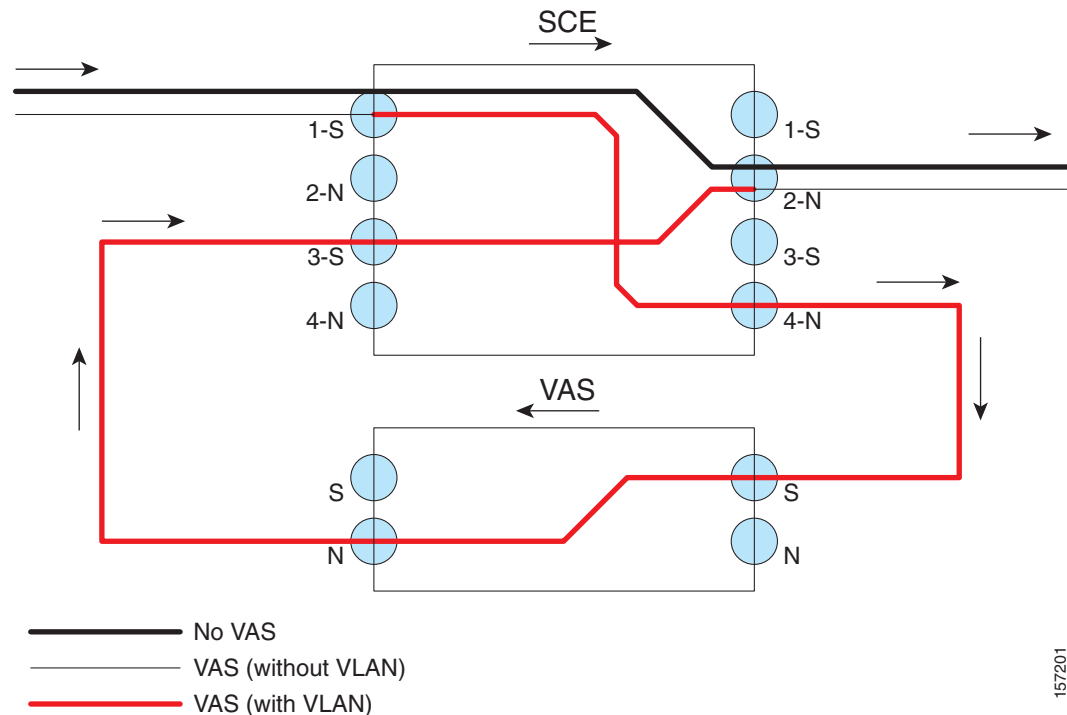 SCE
1-S
1-S
2-N
2-N
3-S
3-S
4-N
4-N
VAS
S
S
N
N
No VAS
VAS (without VLAN)
VAS (with VLAN)
157201